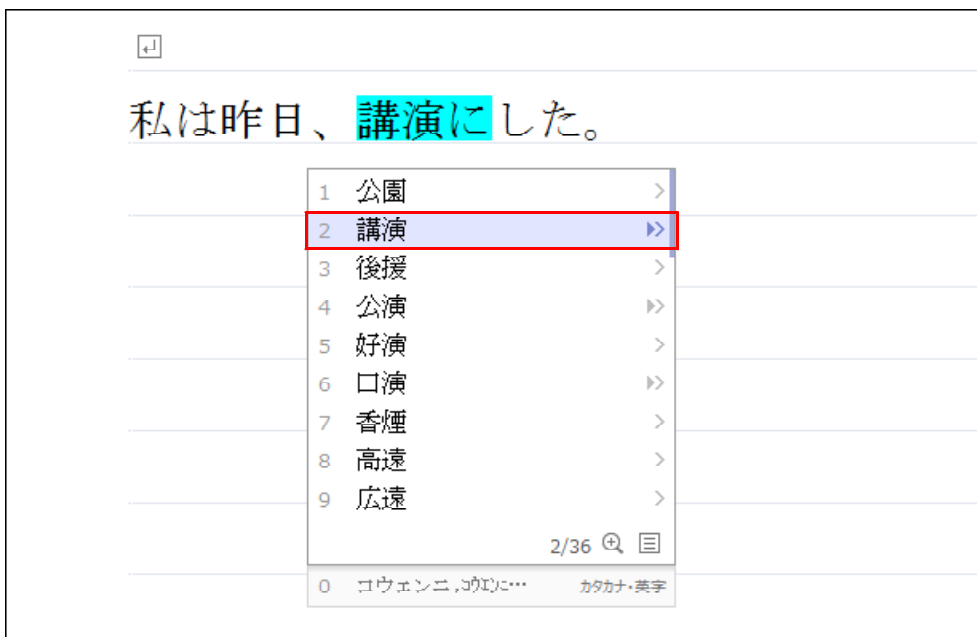 私は昨日、講演にした。
1 公園
2 講演
3 後援
4 公演
5 好演
6 口演
7 香煙
8 高遠
9 広遠
2/36
0 コウェンニ,コウエンニ… カタカナ・英字